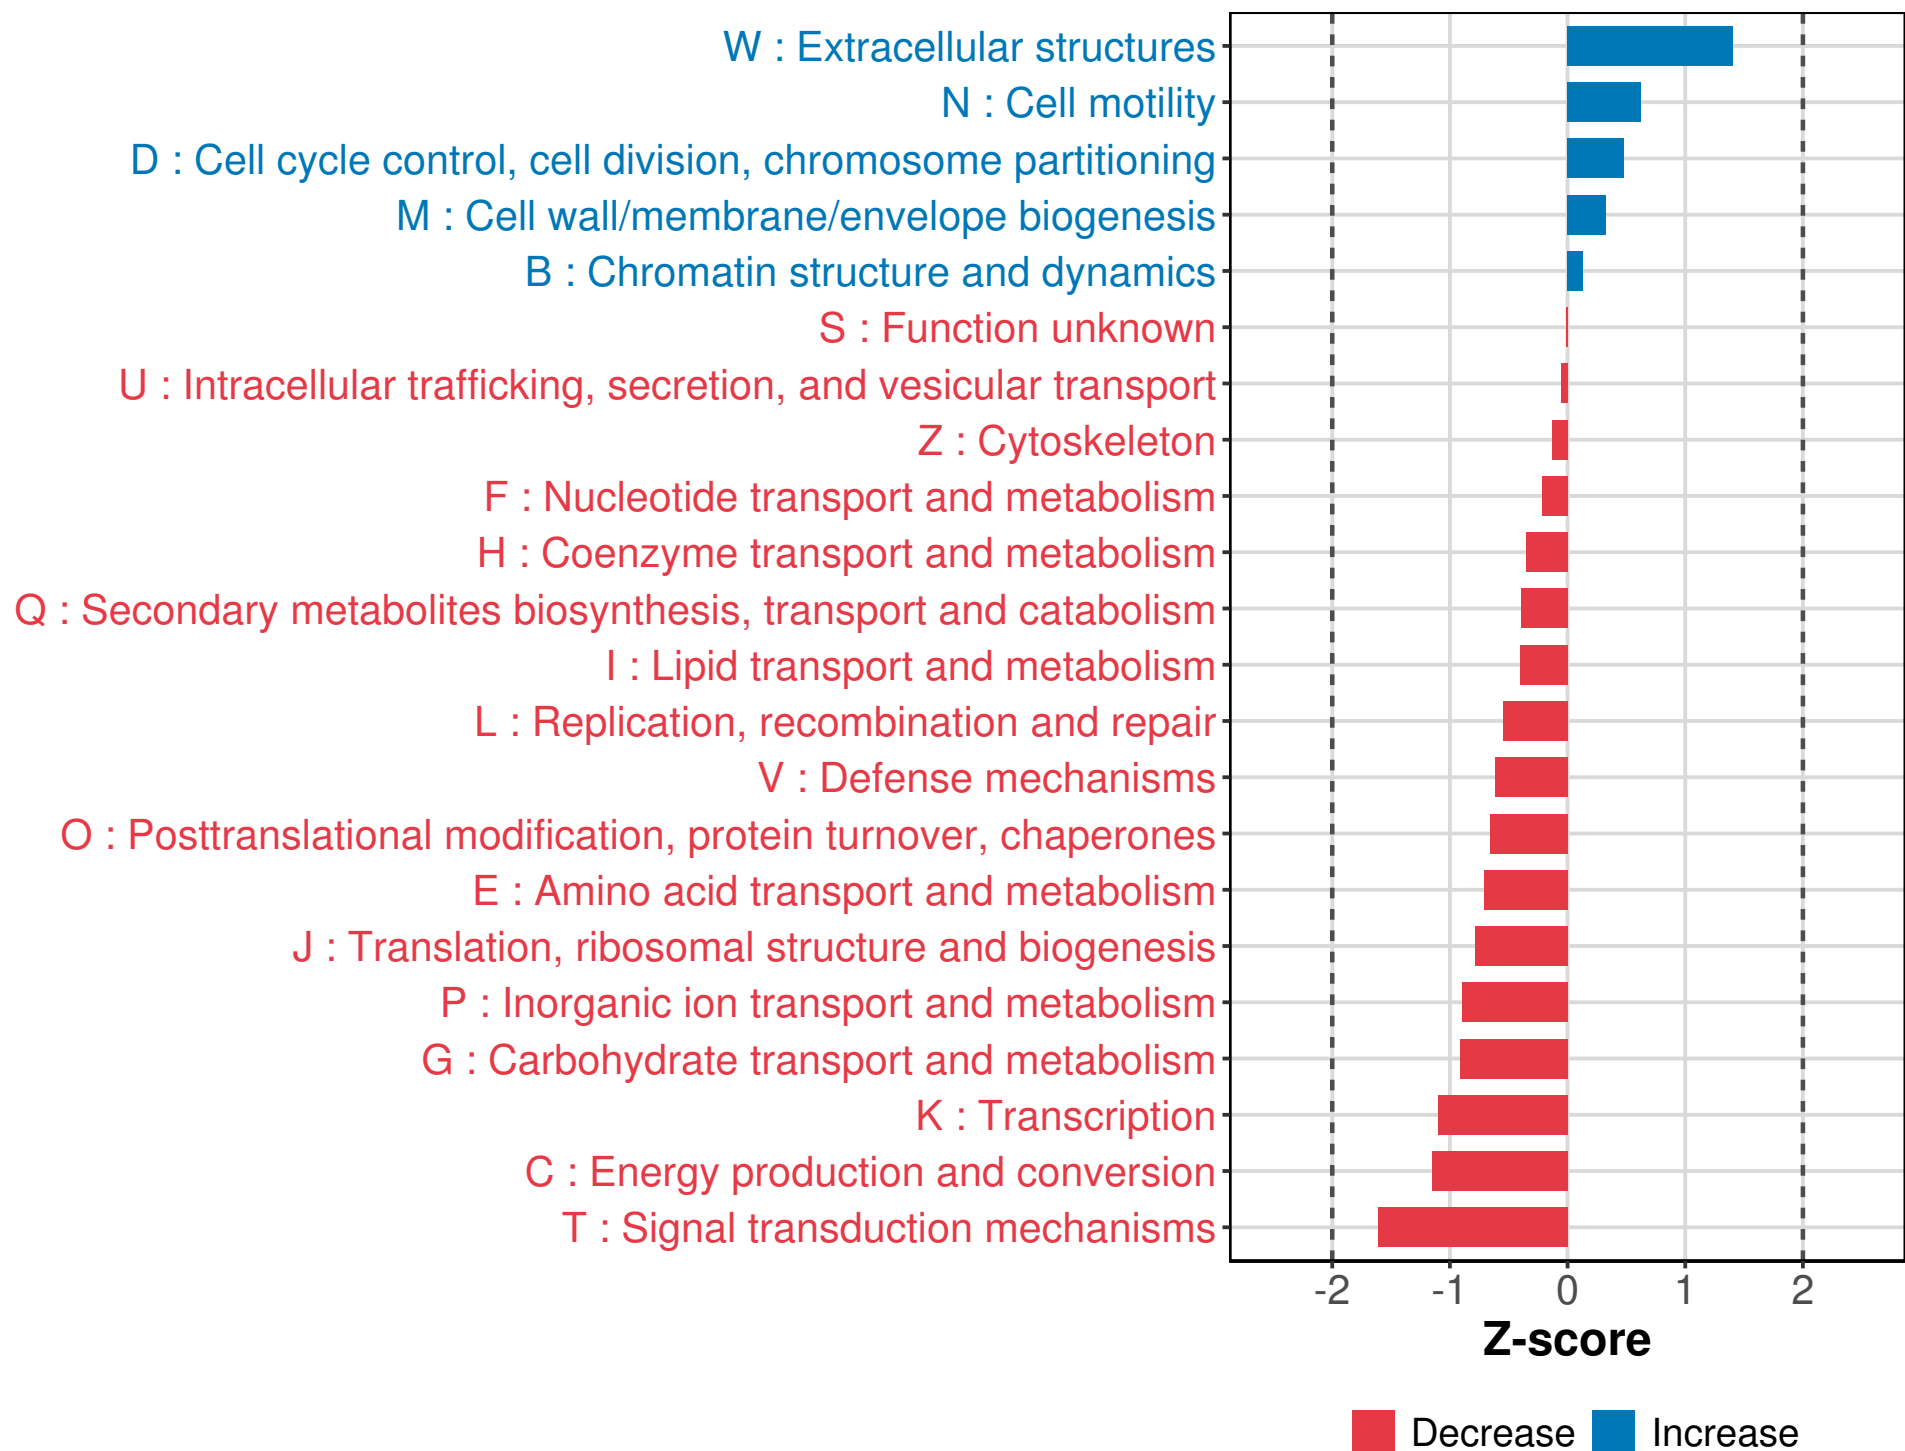 W : Extracellular structures
N : Cell motility
D : Cell cycle control, cell division, chromosome partitioning
M : Cell wall/membrane/envelope biogenesis
B : Chromatin structure and dynamics
S : Function unknown
U : Intracellular trafficking, secretion, and vesicular transport
Z : Cytoskeleton
F : Nucleotide transport and metabolism
H : Coenzyme transport and metabolism
Q : Secondary metabolites biosynthesis, transport and catabolism
I : Lipid transport and metabolism
L : Replication, recombination and repair
V : Defense mechanisms
O : Posttranslational modification, protein turnover, chaperones
E : Amino acid transport and metabolism
J : Translation, ribosomal structure and biogenesis
P : Inorganic ion transport and metabolism
G : Carbohydrate transport and metabolism
K : Transcription
C : Energy production and conversion
T : Signal transduction mechanisms
-2 -1 0 1 2
Z-score
Decrease Increase